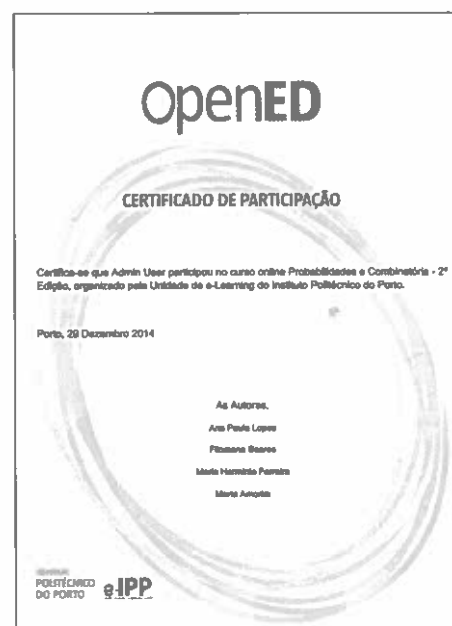 OpenED
CERTIFICADO DE PARTICIPAÇÃO
Certifica-se que Admin User participou no curso online Probabilidades e Combinatória - 2ª
Edição, organizado pela Unidade de e-Learning do Instituto Politécnico do Porto.
Porto, 29 Dezembro 2014
As Autoras,
Ana Paula Lopes
Filomena Soares
Maria Hermínia Ferreira
Marta Amorim
POLITÉCNICO
DO PORTO
e-IPP